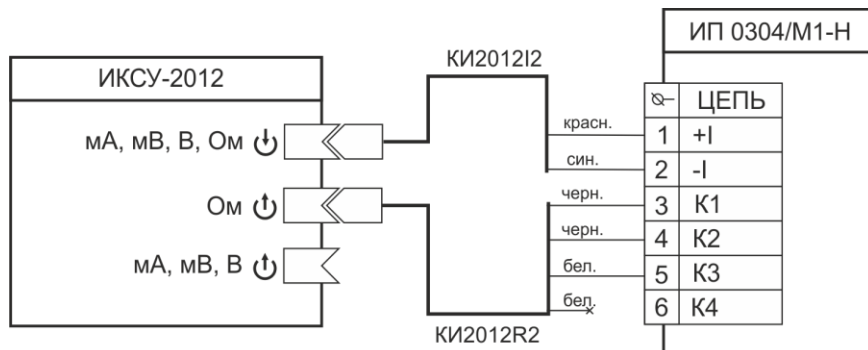 ИП 0304/М1-Н
ИКСУ-2012
КИ2012I2
ЦЕПЬ
мА, мВ, В, Ом
красн.
1 +I
син.
2 -I
Ом
черн.
3 К1
черн.
4 К2
мА, мВ, В
бел.
5 К3
бел.
6 К4
КИ2012R2